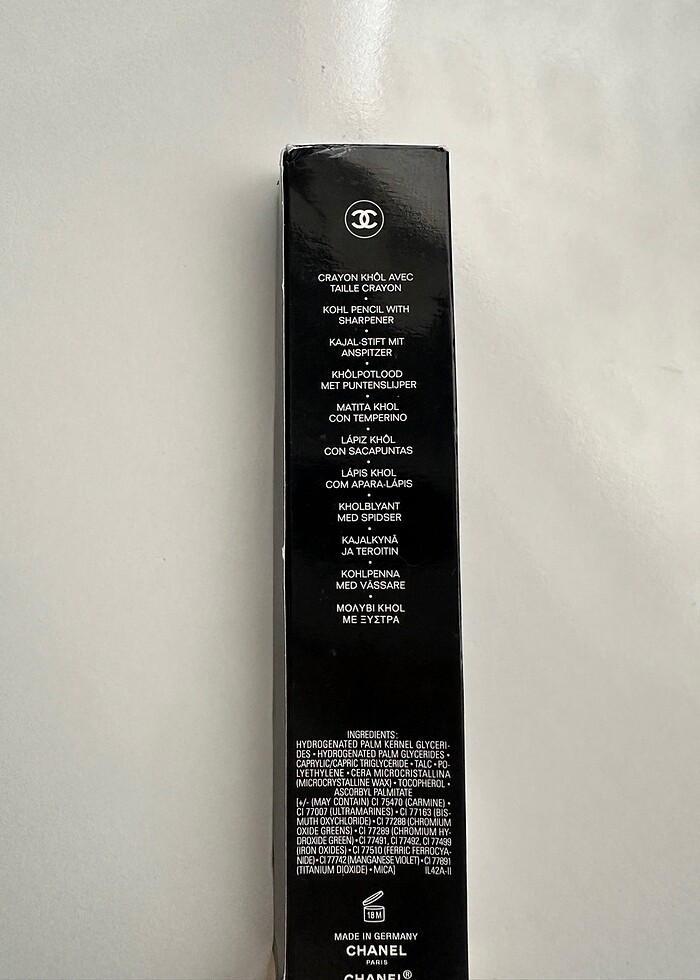 CRAYON KHÔL AVEC
TAILLE CRAYON
•
KOHL PENCIL WITH
SHARPENER
•
KAJAL-STIFT MIT
ANSPITZER
•
KHÔLPOTLOOD
MET PUNTENSLIJPER
•
MATITA KHOL
CON TEMPERINO
•
LÁPIZ KHÔL
CON SACAPUNTAS
•
LÁPIS KHOL
COM APARA-LÁPIS
•
KHOLBLYANT
MED SPIDSER
•
KAJALKYNÄ
JA TEROITIN
•
KOHLPENNA
MED VÄSSARE
•
ΜΟΛΥΒΙ KHOL
ΜΕ ΞΥΣΤΡΑ
INGREDIENTS:
HYDROGENATED PALM KERNEL GLYCERI-
DES • HYDROGENATED PALM GLYCERIDES •
CAPRYLIC/CAPRIC TRIGLYCERIDE • TALC • PO-
LYETHYLENE • CERA MICROCRISTALLINA
(MICROCRYSTALLINE WAX) • TOCOPHEROL •
ASCORBYL PALMITATE
[+/- (MAY CONTAIN) CI 75470 (CARMINE) •
CI 77007 (ULTRAMARINES) • CI 77163 (BIS-
MUTH OXYCHLORIDE) • CI 77288 (CHROMIUM
OXIDE GREENS) • CI 77289 (CHROMIUM HY-
DROXIDE GREEN) • CI 77491, CI 77492, CI 77499
(IRON OXIDES) • CI 77510 (FERRIC FERROCYA-
NIDE) • CI 77742 (MANGANESE VIOLET) • CI 77891
(TITANIUM DIOXIDE) • MICA] IL42A-II
18 M
MADE IN GERMANY
CHANEL
PARIS
CHANEL®